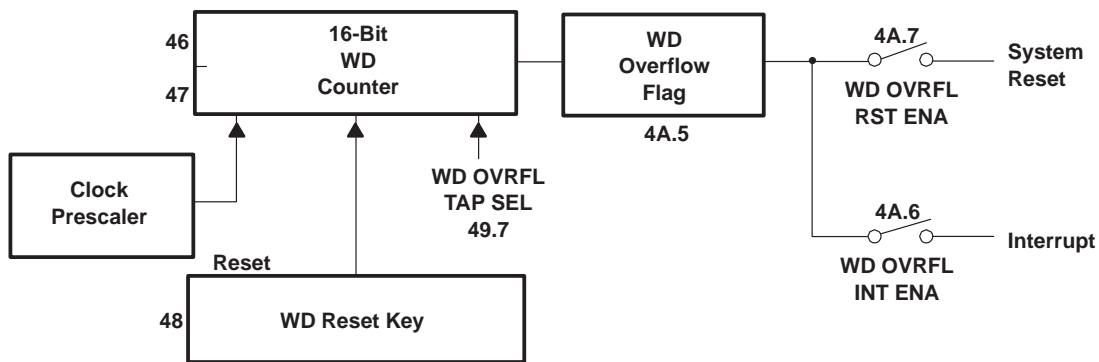 46
47
16-Bit
WD
Counter
WD
Overflow
Flag
4A.5
4A.7
WD OVRFL
RST ENA
System
Reset
Clock
Prescaler
WD OVRFL
TAP SEL
49.7
4A.6
WD OVRFL
INT ENA
Interrupt
Reset
48
WD Reset Key